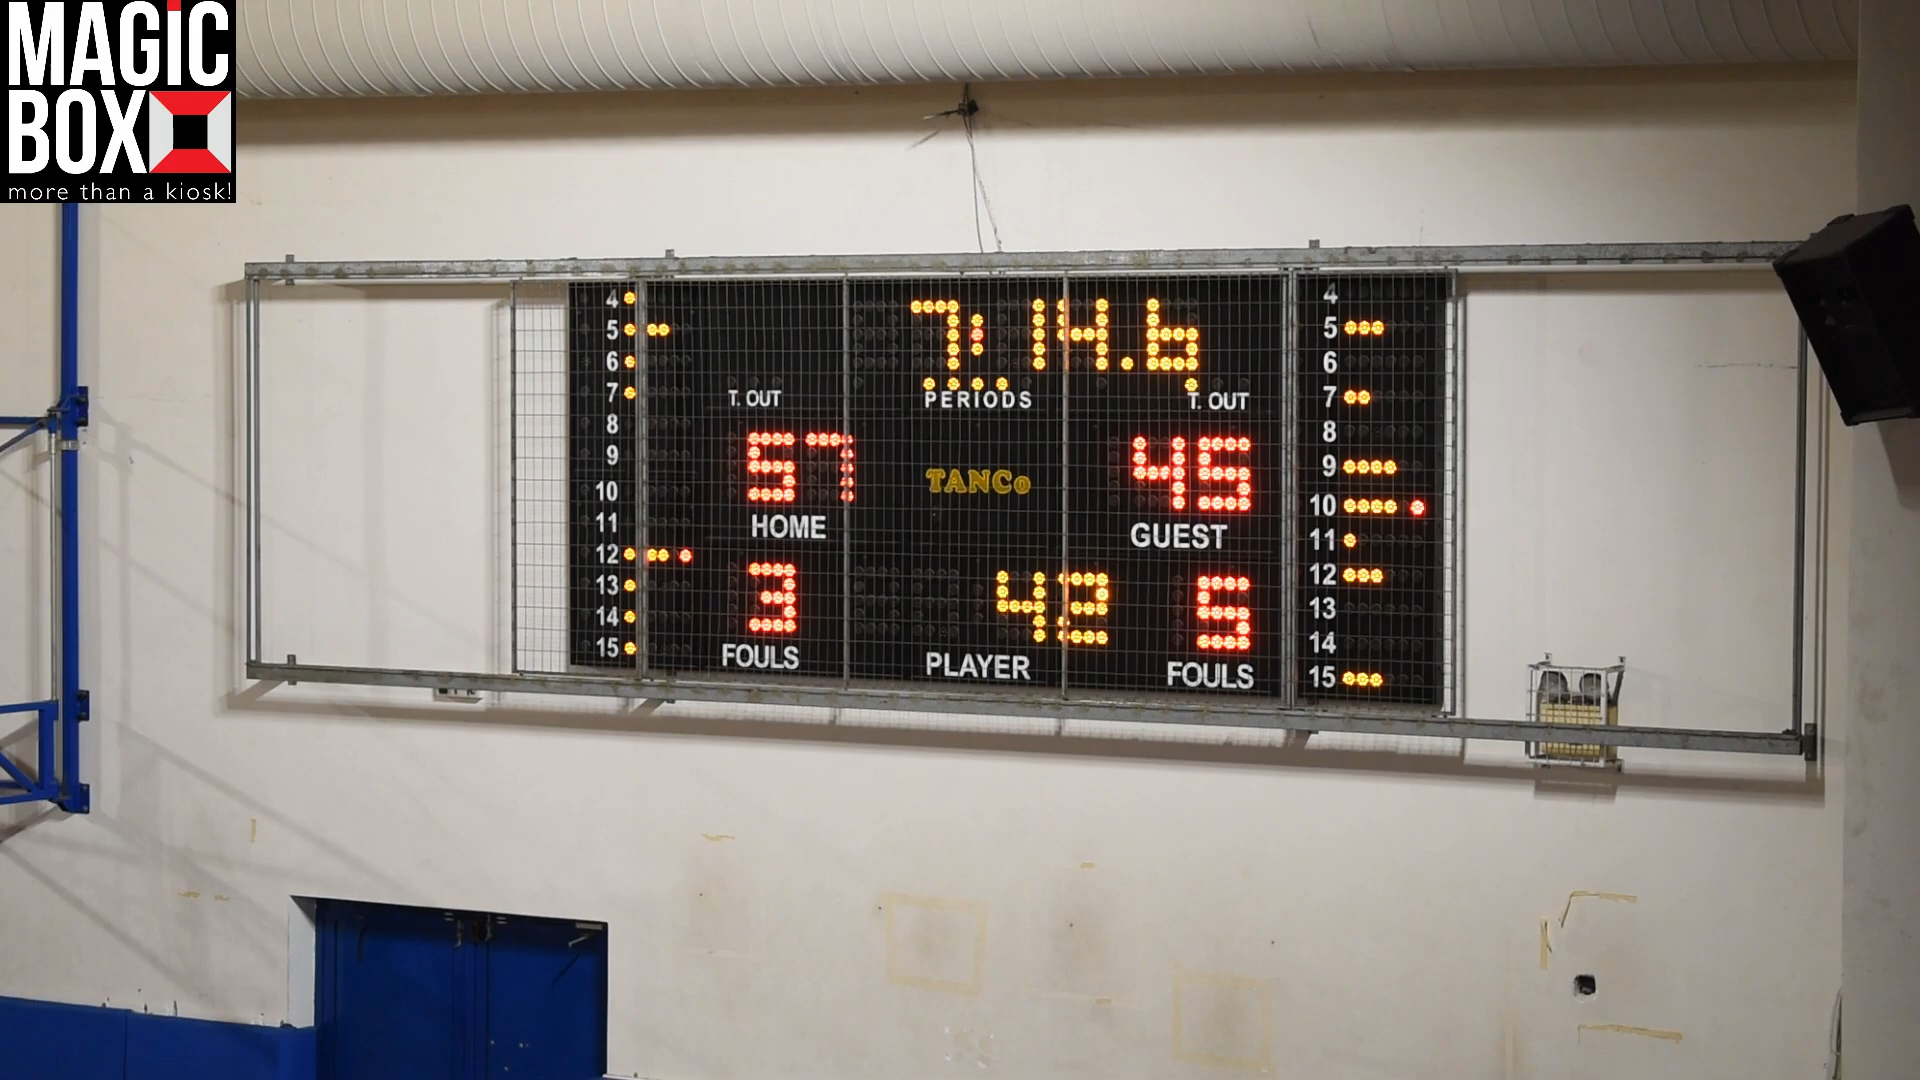 MAGiC
BOX
more than a kiosk!
7:14.6
T. OUT
PERIODS
T. OUT
57
TANCo
45
HOME
GUEST
3
42
5
FOULS
PLAYER
FOULS
4
5
6
7
8
9
10
11
12
13
14
15
4
5
6
7
8
9
10
11
12
13
14
15